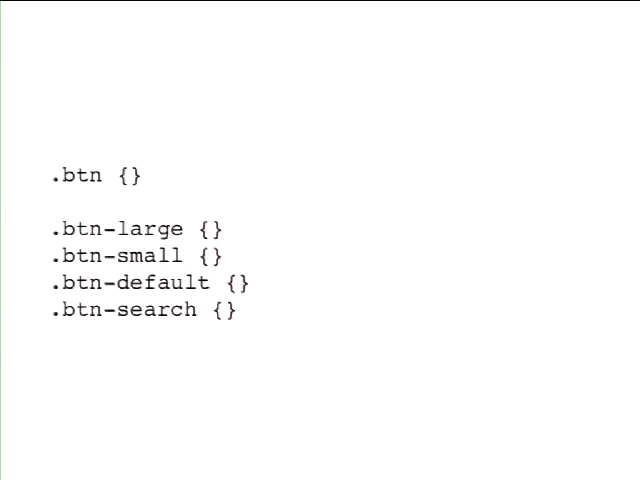 .btn {}
.btn-large {}
.btn-small {}
.btn-default {}
.btn-search {}